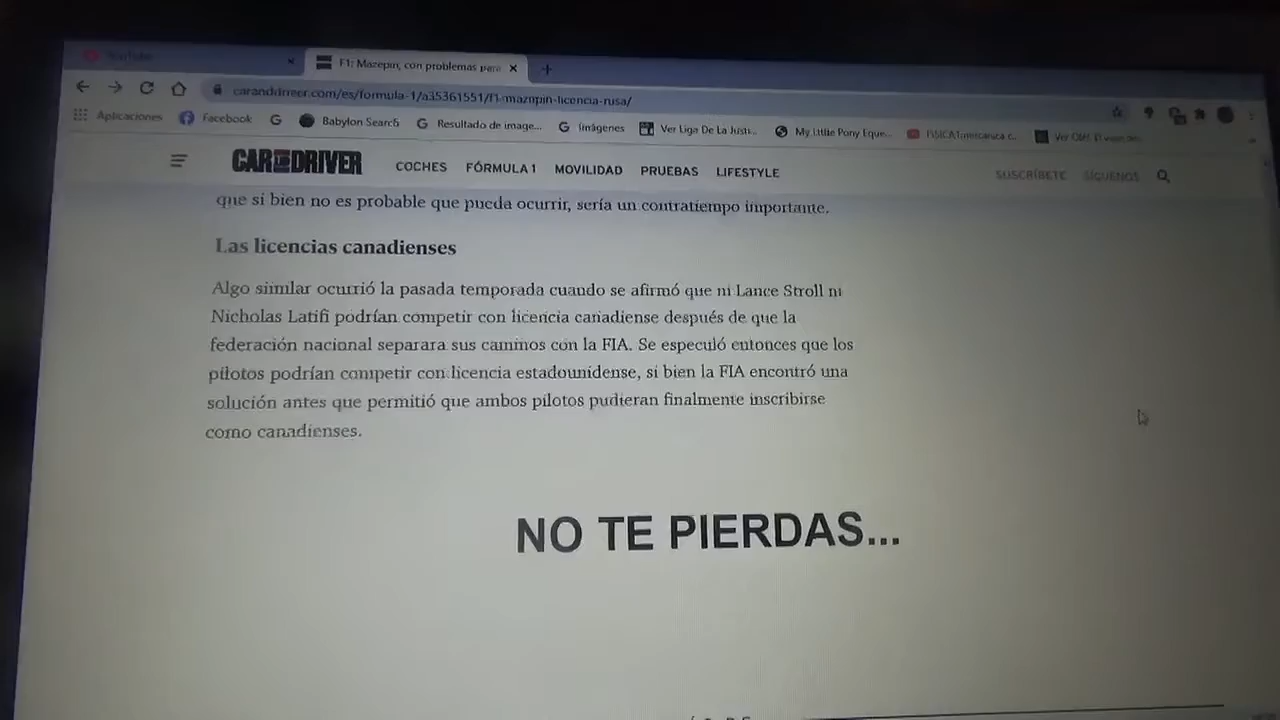 YouTube
F1: Mazepin, con problemas para
caranddriver.com/es/formula-1/a35361551/f1-mazepin-licencia-rusa/
Aplicaciones Facebook Babylon Search Resultado de image... Imágenes Ver Liga De La Justi... My Little Pony Eque...
CAR AND DRIVER COCHES FÓRMULA 1 MOVILIDAD PRUEBAS LIFESTYLE SUSCRÍBETE SÍGUENOS
que si bien no es probable que pueda ocurrir, sería un contratiempo importante.
Las licencias canadienses
Algo similar ocurrió la pasada temporada cuando se afirmó que ni Lance Stroll ni
Nicholas Latifi podrían competir con licencia canadiense después de que la
federación nacional separara sus caminos con la FIA. Se especuló entonces que los
pilotos podrían competir con licencia estadounidense, si bien la FIA encontró una
solución antes que permitió que ambos pilotos pudieran finalmente inscribirse
como canadienses.
NO TE PIERDAS...